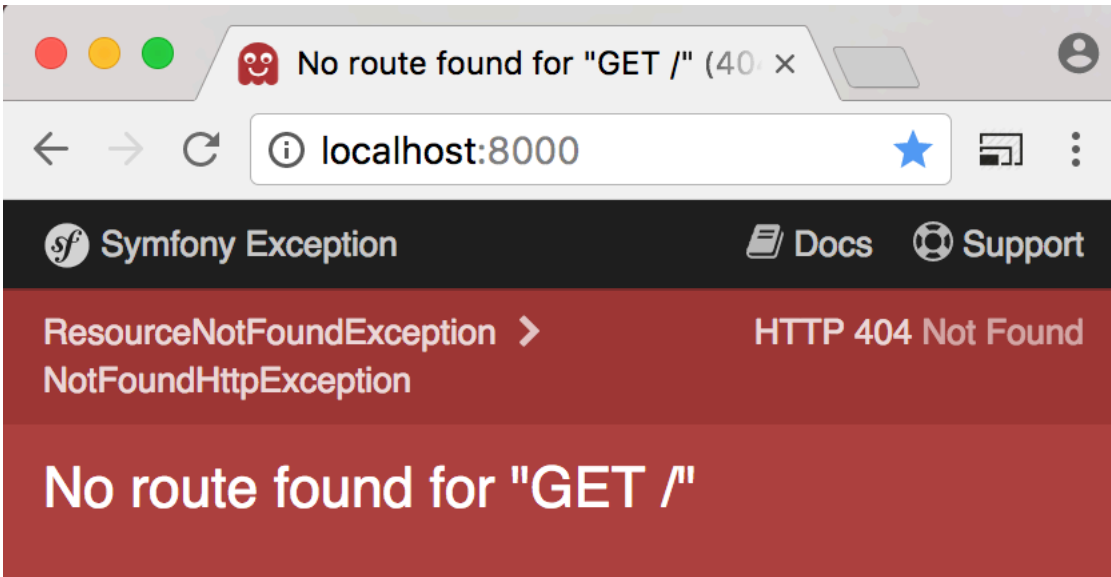 No route found for "GET /" (404
localhost:8000
Symfony Exception
Docs
Support
ResourceNotFoundException
HTTP 404 Not Found
NotFoundHttpException
No route found for "GET /"